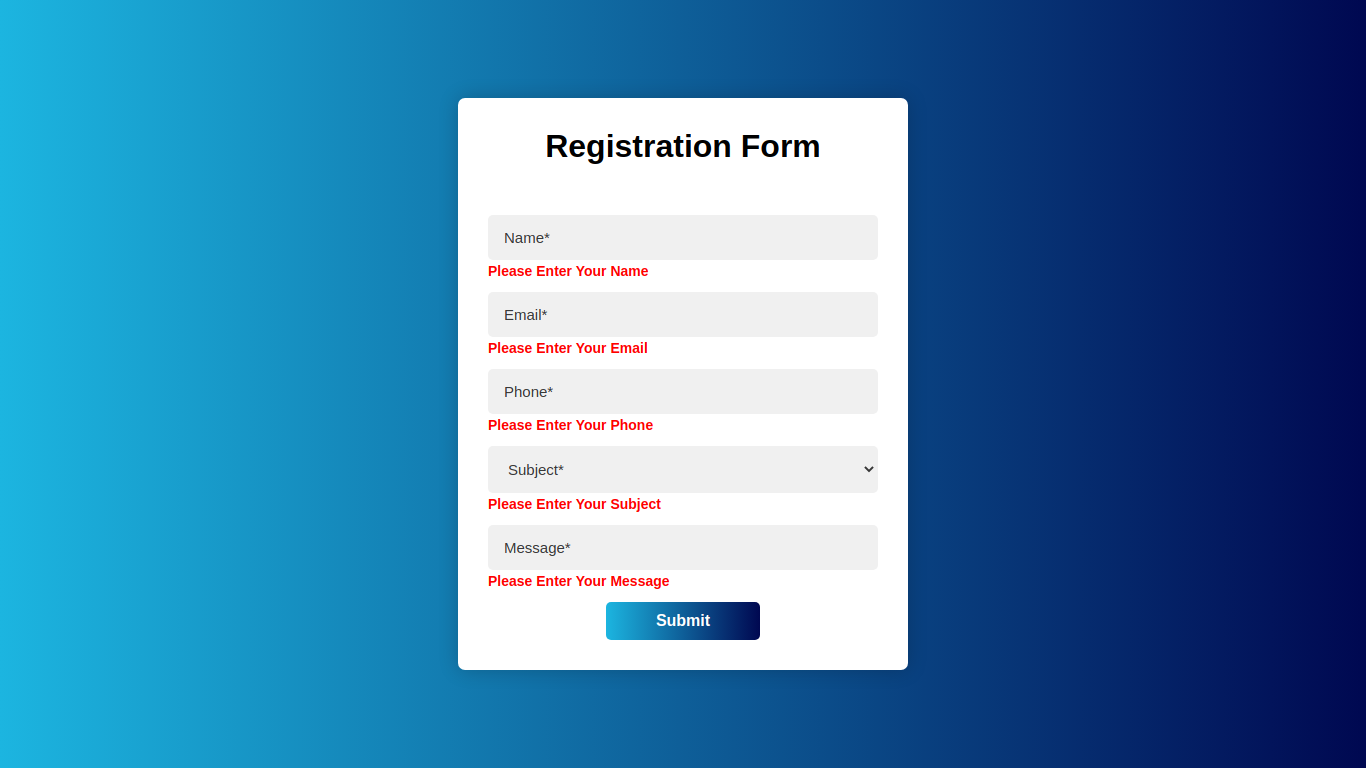 Registration Form
Name*
Please Enter Your Name
Email*
Please Enter Your Email
Phone*
Please Enter Your Phone
Subject*
Please Enter Your Subject
Message*
Please Enter Your Message
Submit